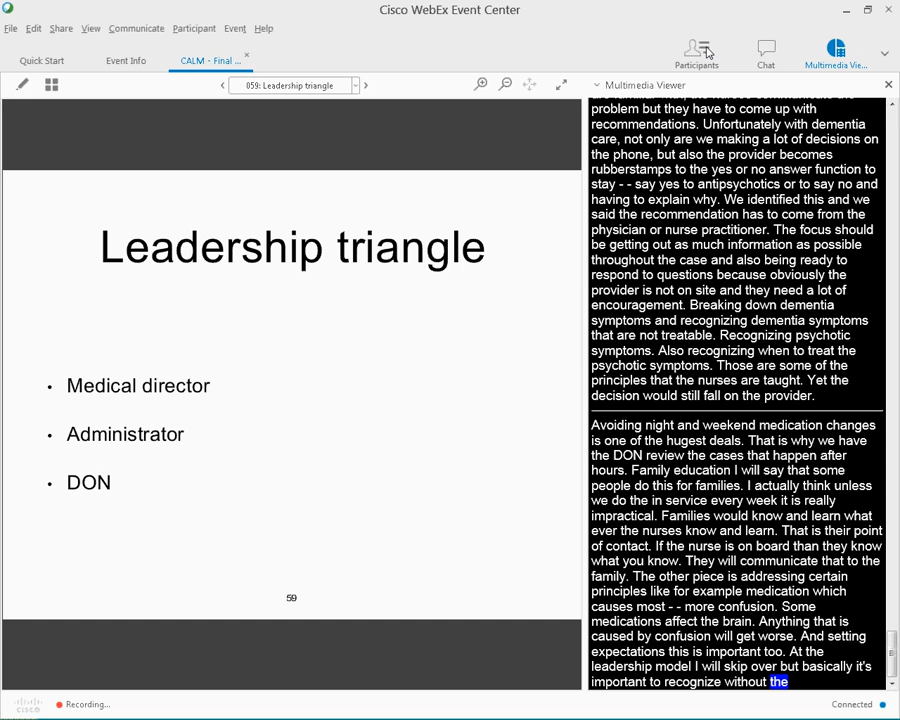 Cisco WebEx Event Center
File Edit Share View Communicate Participant Event Help
Quick Start Event Info CALM - Final ... Participants Chat Multimedia Vie...
059: Leadership triangle Multimedia Viewer
Leadership triangle
• Medical director
• Administrator
• DON
59
problem but they have to come up with
recommendations. Unfortunately with dementia
care, not only are we making a lot of decisions on
the phone, but also the provider becomes
rubberstamps to the yes or no answer function to
stay - - say yes to antipsychotics or to say no and
having to explain why. We identified this and we
said the recommendation has to come from the
physician or nurse practitioner. The focus should
be getting out as much information as possible
throughout the case and also being ready to
respond to questions because obviously the
provider is not on site and they need a lot of
encouragement. Breaking down dementia
symptoms and recognizing dementia symptoms
that are not treatable. Recognizing psychotic
symptoms. Also recognizing when to treat the
psychotic symptoms. Those are some of the
principles that the nurses are taught. Yet the
decision would still fall on the provider.
Avoiding night and weekend medication changes
is one of the hugest deals. That is why we have
the DON review the cases that happen after
hours. Family education I will say that some
people do this for families. I actually think unless
we do the in service every week it is really
impractical. Families would know and learn what
ever the nurses know and learn. That is their point
of contact. If the nurse is on board than they know
what you know. They will communicate that to the
family. The other piece is addressing certain
principles like for example medication which
causes most - - more confusion. Some
medications affect the brain. Anything that is
caused by confusion will get worse. And setting
expectations this is important too. At the
leadership model I will skip over but basically it's
important to recognize without the
cisco Recording... Connected